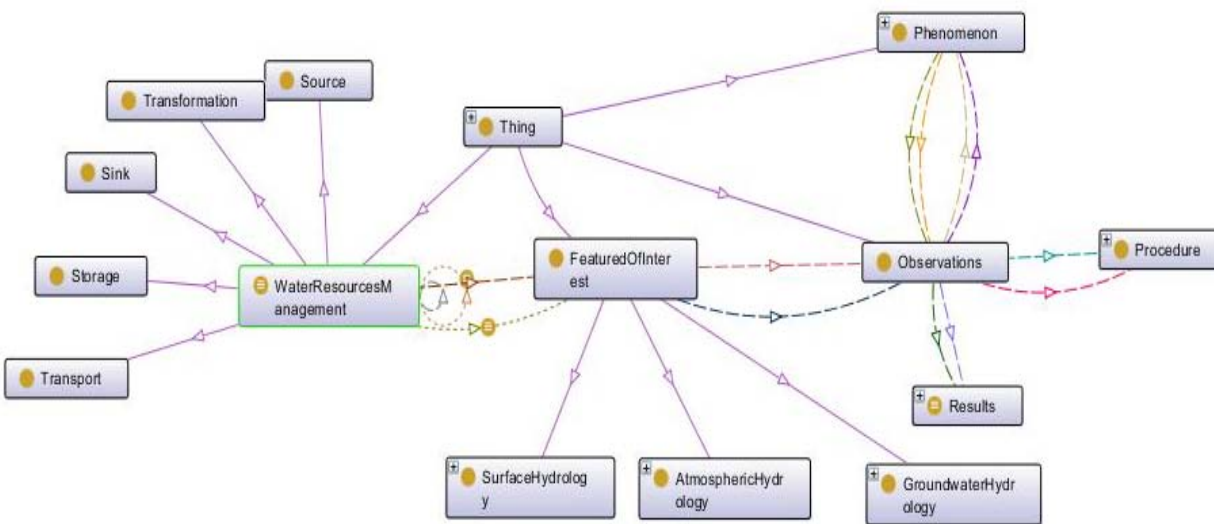 Phenomenon
Source
Transformation
Thing
Sink
FeaturedOfInter
est
Procedure
Observations
Storage
WaterResourcesM
anagement
Transport
Results
SurfaceHydrolog
y
AtmosphericHydr
ology
GroundwaterHydr
ology